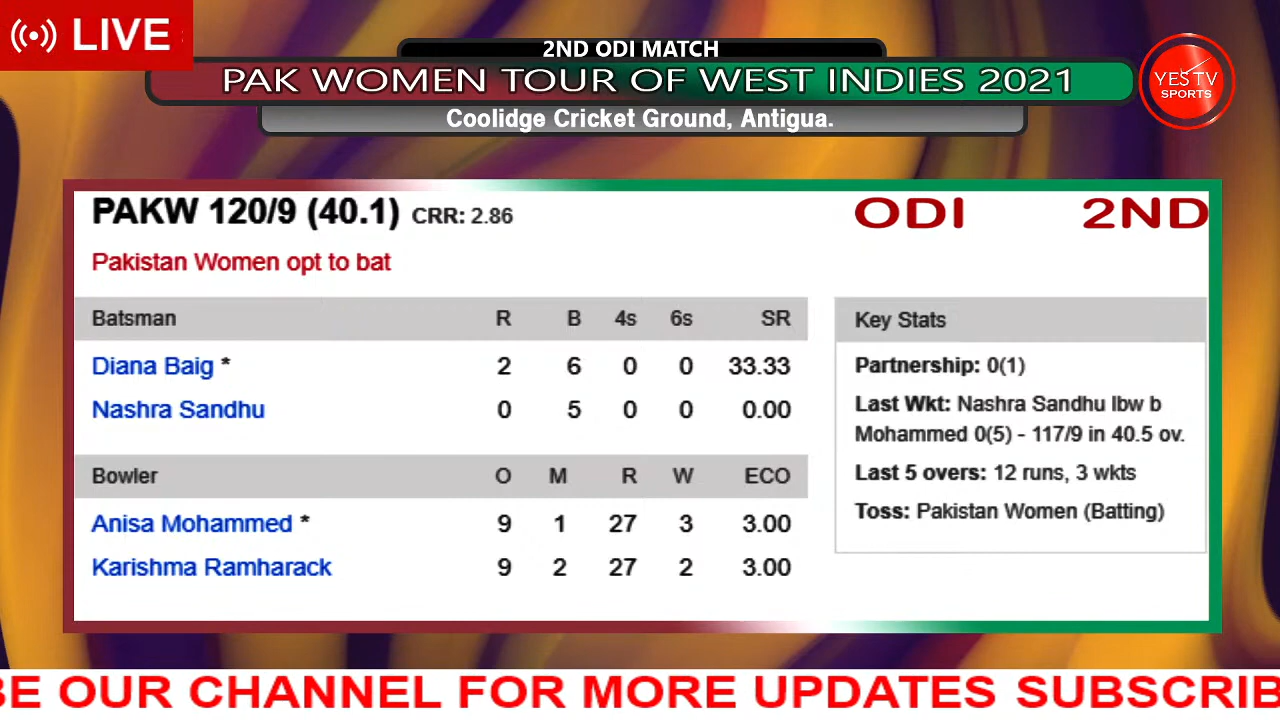 LIVE
2ND ODI MATCH
PAK WOMEN TOUR OF WEST INDIES 2021
YES TV
SPORTS
Coolidge Cricket Ground, Antigua.
PAKW 120/9 (40.1) CRR: 2.86
ODI 2ND
Pakistan Women opt to bat
Batsman R B 4s 6s SR
Diana Baig * 2 6 0 0 33.33
Nashra Sandhu 0 5 0 0 0.00
Bowler O M R W ECO
Anisa Mohammed * 9 1 27 3 3.00
Karishma Ramharack 9 2 27 2 3.00
Key Stats
Partnership: 0(1)
Last Wkt: Nashra Sandhu lbw b
Mohammed 0(5) - 117/9 in 40.5 ov.
Last 5 overs: 12 runs, 3 wkts
Toss: Pakistan Women (Batting)
BE OUR CHANNEL FOR MORE UPDATES SUBSCRIB